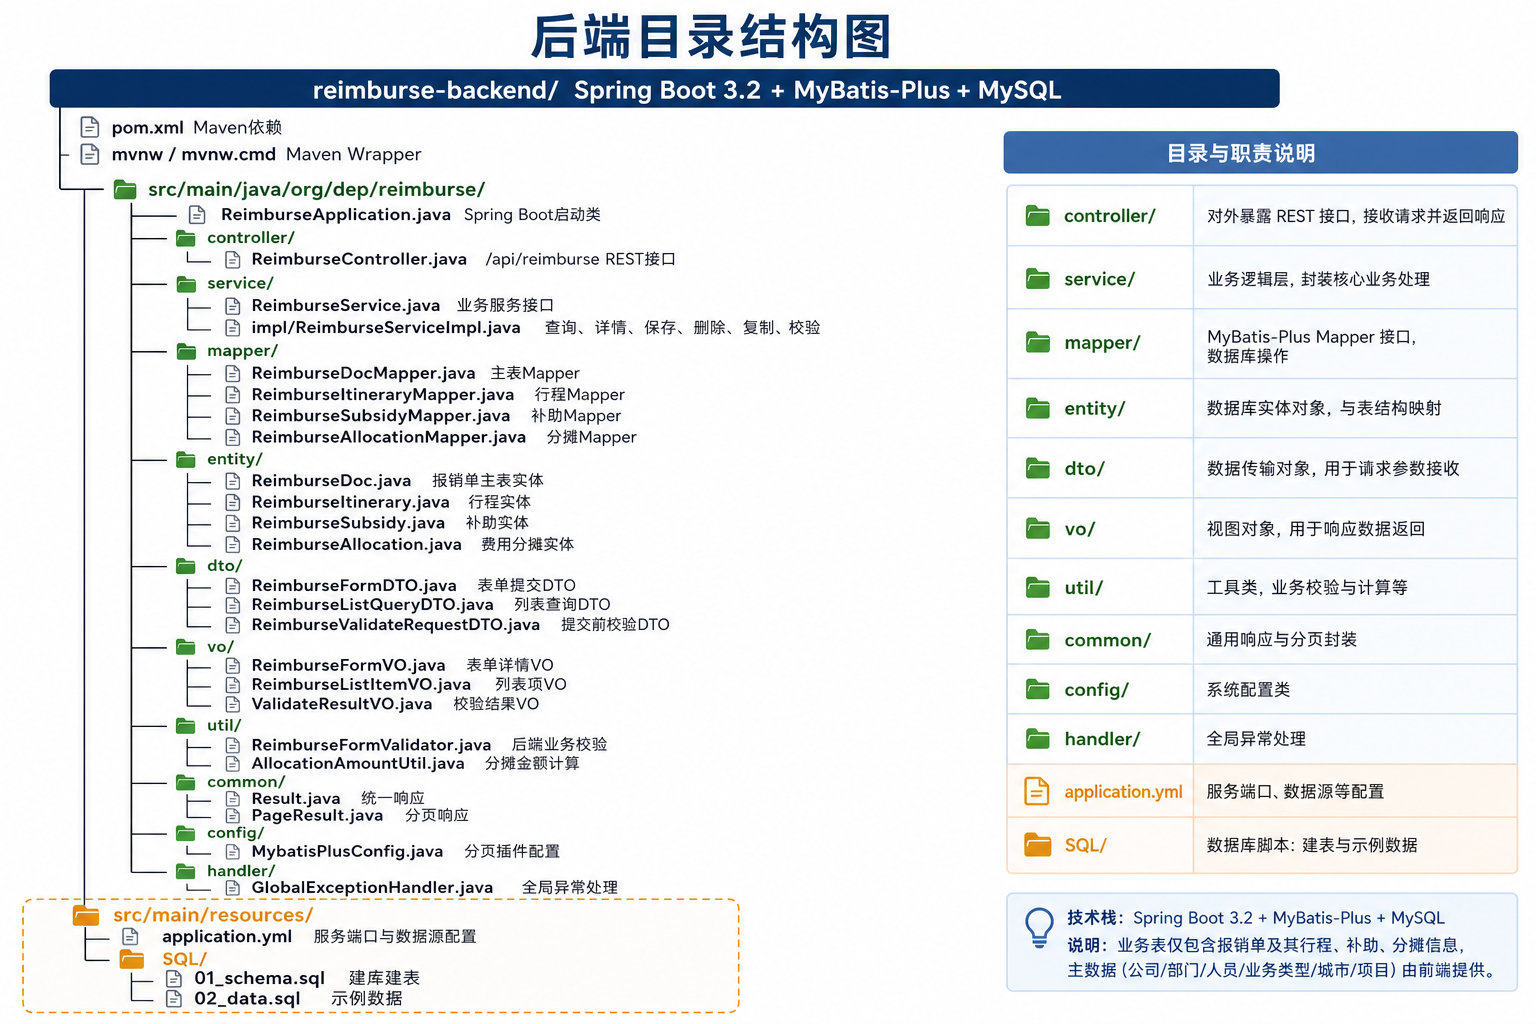 后端目录结构图
reimburse-backend/ Spring Boot 3.2 + MyBatis-Plus + MySQL
pom.xml Maven依赖
mvnw / mvnw.cmd Maven Wrapper
src/main/java/org/dep/reimburse/
ReimburseApplication.java Spring Boot启动类
controller/
ReimburseController.java /api/reimburse REST接口
service/
ReimburseService.java 业务服务接口
impl/ReimburseServiceImpl.java 查询、详情、保存、删除、复制、校验
mapper/
ReimburseDocMapper.java 主表Mapper
ReimburseItineraryMapper.java 行程Mapper
ReimburseSubsidyMapper.java 补助Mapper
ReimburseAllocationMapper.java 分摊Mapper
entity/
ReimburseDoc.java 报销单主表实体
ReimburseItinerary.java 行程实体
ReimburseSubsidy.java 补助实体
ReimburseAllocation.java 费用分摊实体
dto/
ReimburseFormDTO.java 表单提交DTO
ReimburseListQueryDTO.java 列表查询DTO
ReimburseValidateRequestDTO.java 提交前校验DTO
vo/
ReimburseFormVO.java 表单详情VO
ReimburseListItemVO.java 列表项VO
ValidateResultVO.java 校验结果VO
util/
ReimburseFormValidator.java 后端业务校验
AllocationAmountUtil.java 分摊金额计算
common/
Result.java 统一响应
PageResult.java 分页响应
config/
MybatisPlusConfig.java 分页插件配置
handler/
GlobalExceptionHandler.java 全局异常处理
src/main/resources/
application.yml 服务端口与数据源配置
SQL/
01_schema.sql 建库建表
02_data.sql 示例数据
目录与职责说明
controller/ 对外暴露 REST 接口，接收请求并返回响应
service/ 业务逻辑层，封装核心业务处理
mapper/ MyBatis-Plus Mapper 接口，
数据库操作
entity/ 数据库实体对象，与表结构映射
dto/ 数据传输对象，用于请求参数接收
vo/ 视图对象，用于响应数据返回
util/ 工具类，业务校验与计算等
common/ 通用响应与分页封装
config/ 系统配置类
handler/ 全局异常处理
application.yml 服务端口、数据源等配置
SQL/ 数据库脚本：建表与示例数据
技术栈：Spring Boot 3.2 + MyBatis-Plus + MySQL
说明：业务表仅包含报销单及其行程、补助、分摊信息，
主数据（公司/部门/人员/业务类型/城市/项目）由前端提供。